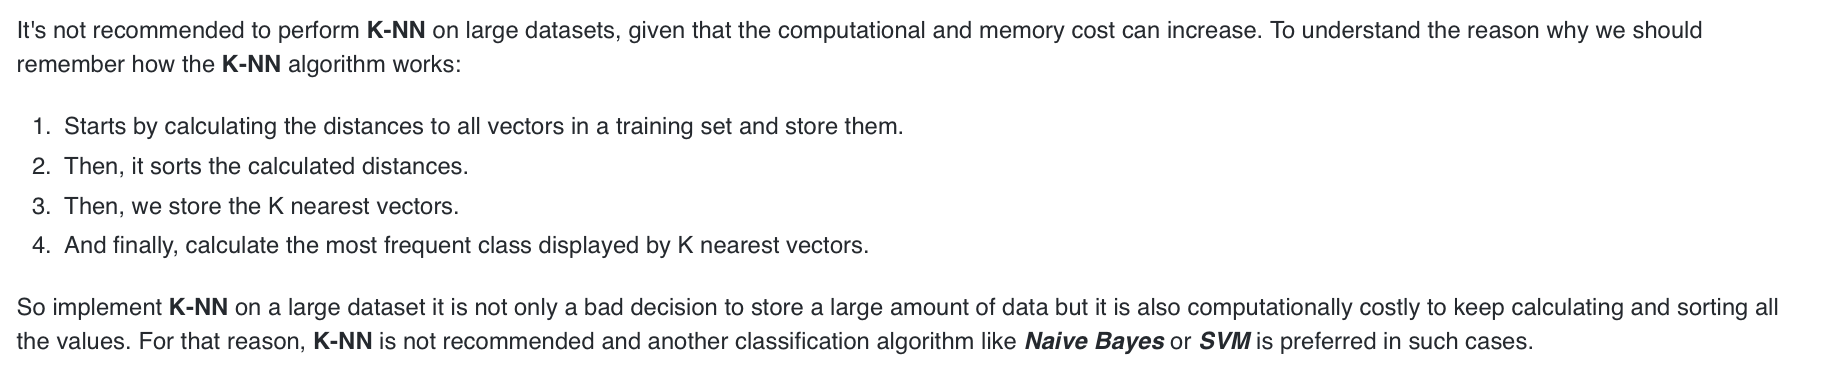 It's not recommended to perform K-NN on large datasets, given that the computational and memory cost can increase. To understand the reason why we should
remember how the K-NN algorithm works:
1. Starts by calculating the distances to all vectors in a training set and store them.
2. Then, it sorts the calculated distances.
3. Then, we store the K nearest vectors.
4. And finally, calculate the most frequent class displayed by K nearest vectors.
So implement K-NN on a large dataset it is not only a bad decision to store a large amount of data but it is also computationally costly to keep calculating and sorting all
the values. For that reason, K-NN is not recommended and another classification algorithm like Naive Bayes or SVM is preferred in such cases.